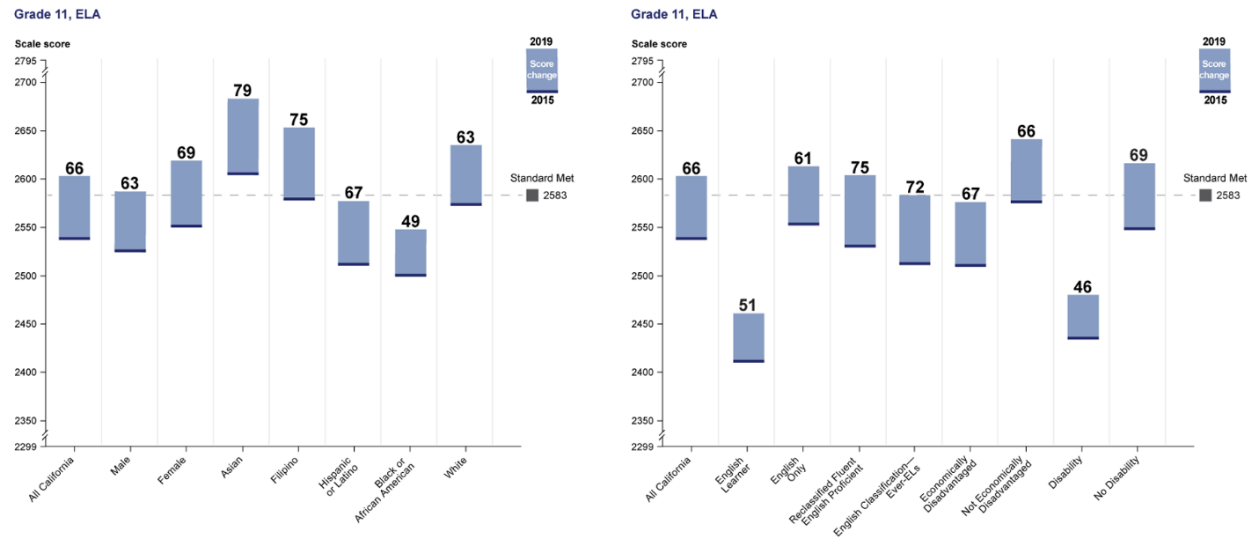 Grade 11, ELA
Scale score
2795
2700
2650
2600
2550
2500
2450
2400
2350
2299
2019
Score
change
2015
66
63
69
79
75
67
49
63
Standard Met
2583
All California
Male
Female
Asian
Filipino
Hispanic
or Latino
Black or
African American
White
Grade 11, ELA
Scale score
2795
2700
2650
2600
2550
2500
2450
2400
2350
2299
2019
Score
change
2015
66
51
61
75
72
67
66
46
69
Standard Met
2583
All California
English
Learner
English
Only
Reclassified Fluent
English Proficient
English Classification—
Ever-ELs
Economically
Disadvantaged
Not Economically
Disadvantaged
Disability
No Disability